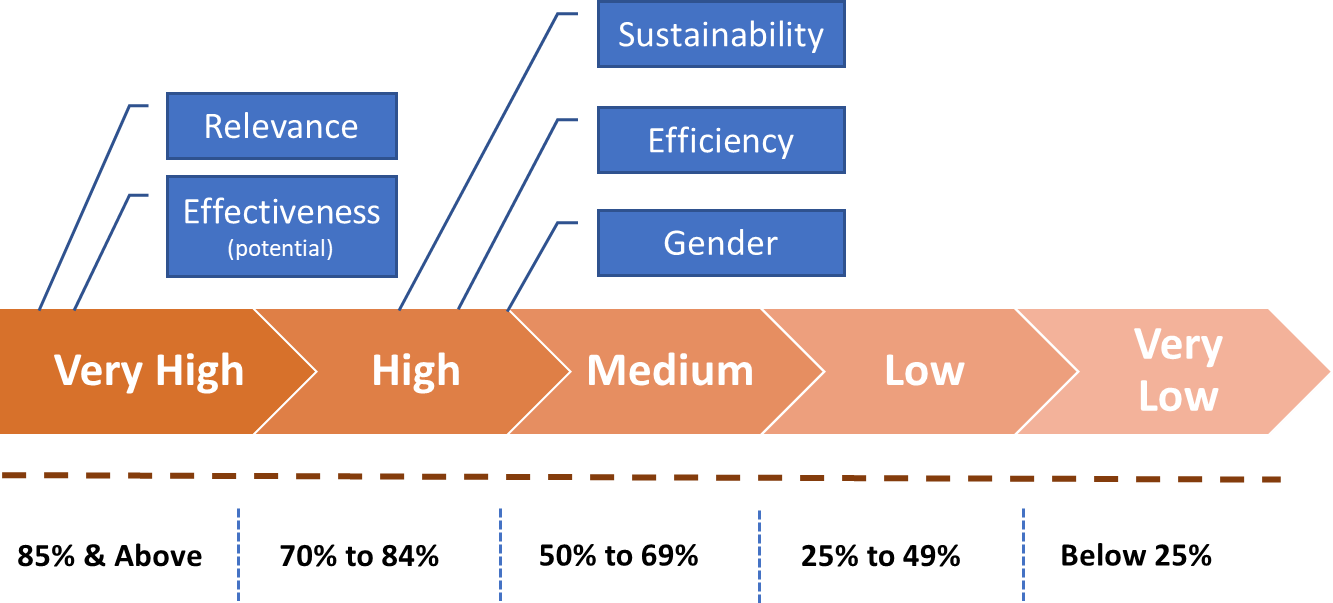 Sustainability
Relevance
Efficiency
Effectiveness
(potential)
Gender
Very High
High
Medium
Low
Very
Low
85% & Above
70% to 84%
50% to 69%
25% to 49%
Below 25%